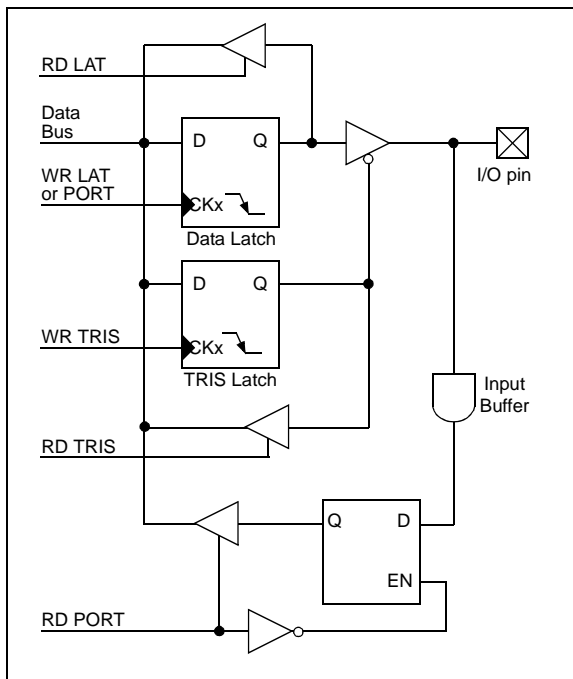 RD LAT
Data
Bus
D Q
WR LAT
or PORT
CKx
Data Latch
I/O pin
D Q
WR TRIS
CKx
TRIS Latch
Input
Buffer
RD TRIS
Q D
EN
RD PORT